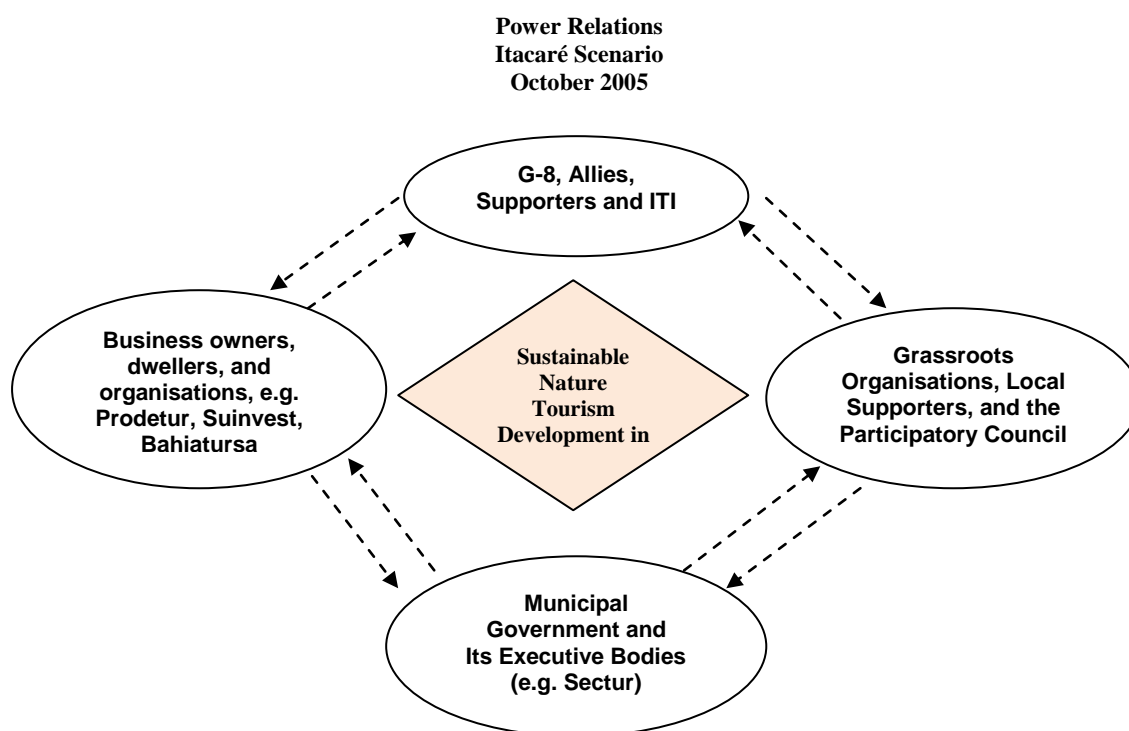 Power Relations
Itacaré Scenario
October 2005
G-8, Allies,
Supporters and ITI
Business owners,
dwellers, and
organisations, e.g.
Prodetur, Suinvest,
Bahiatursa
Sustainable
Nature
Tourism
Development in
Grassroots
Organisations, Local
Supporters, and the
Participatory Council
Municipal
Government and
Its Executive Bodies
(e.g. Sectur)